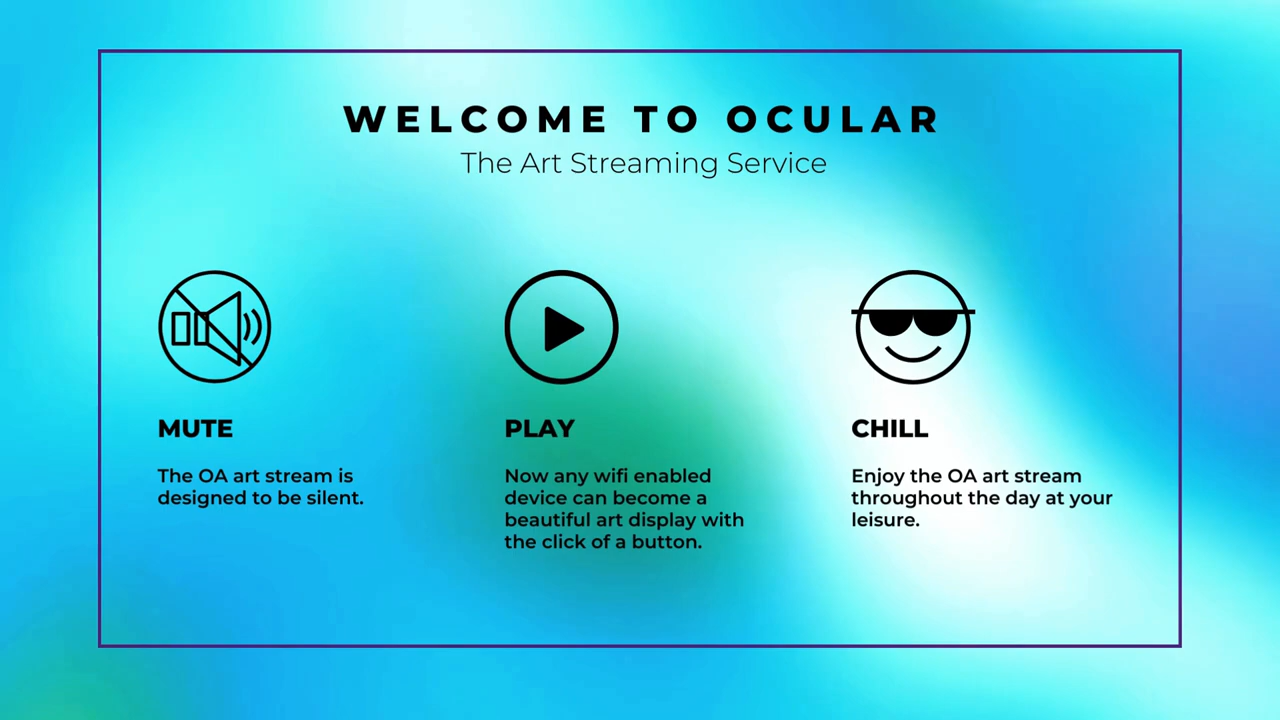 WELCOME TO OCULAR
The Art Streaming Service
MUTE
The OA art stream is
designed to be silent.
PLAY
Now any wifi enabled
device can become a
beautiful art display with
the click of a button.
CHILL
Enjoy the OA art stream
throughout the day at your
leisure.